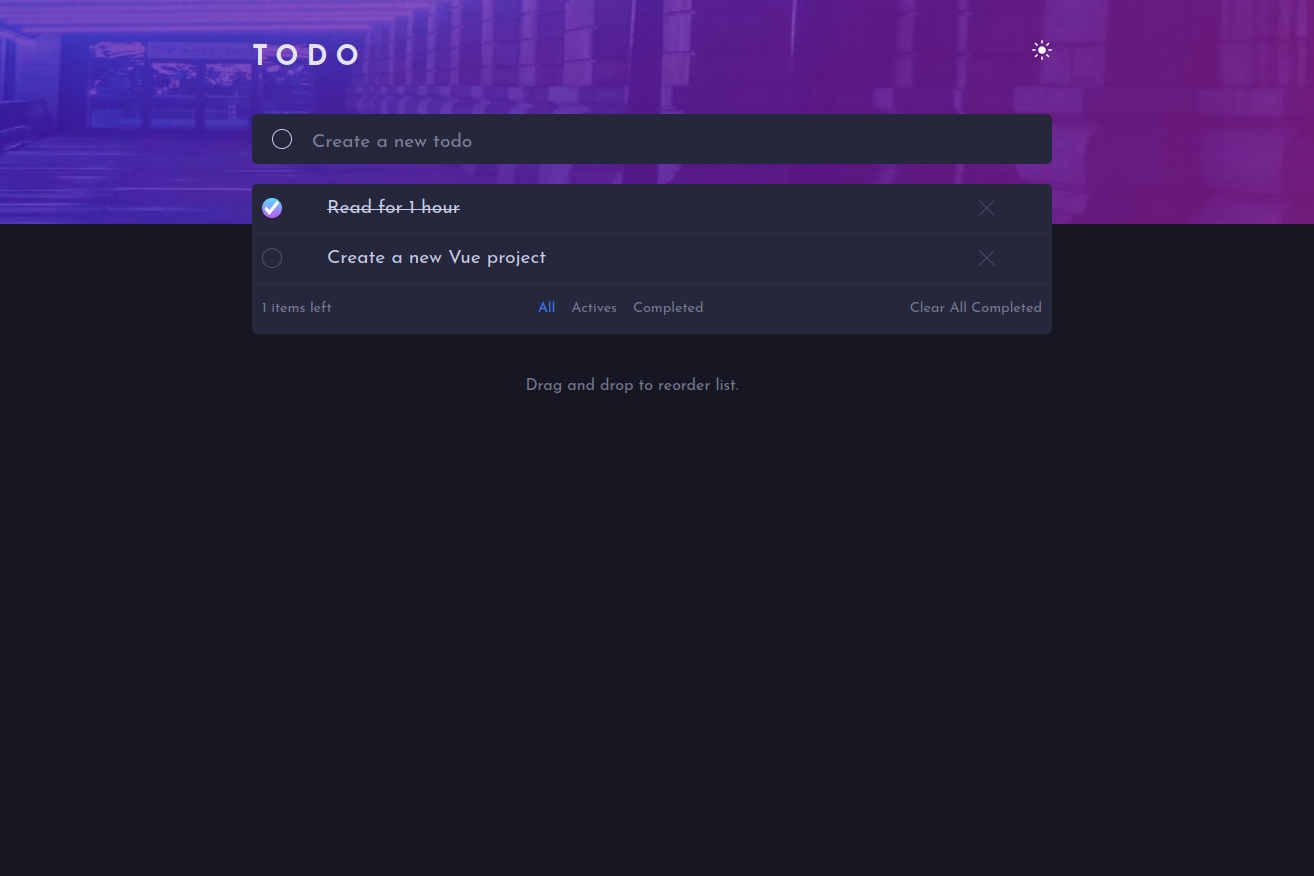 TODO
Create a new todo
Read for 1 hour
Create a new Vue project
1 items left All Actives Completed Clear All Completed
Drag and drop to reorder list.